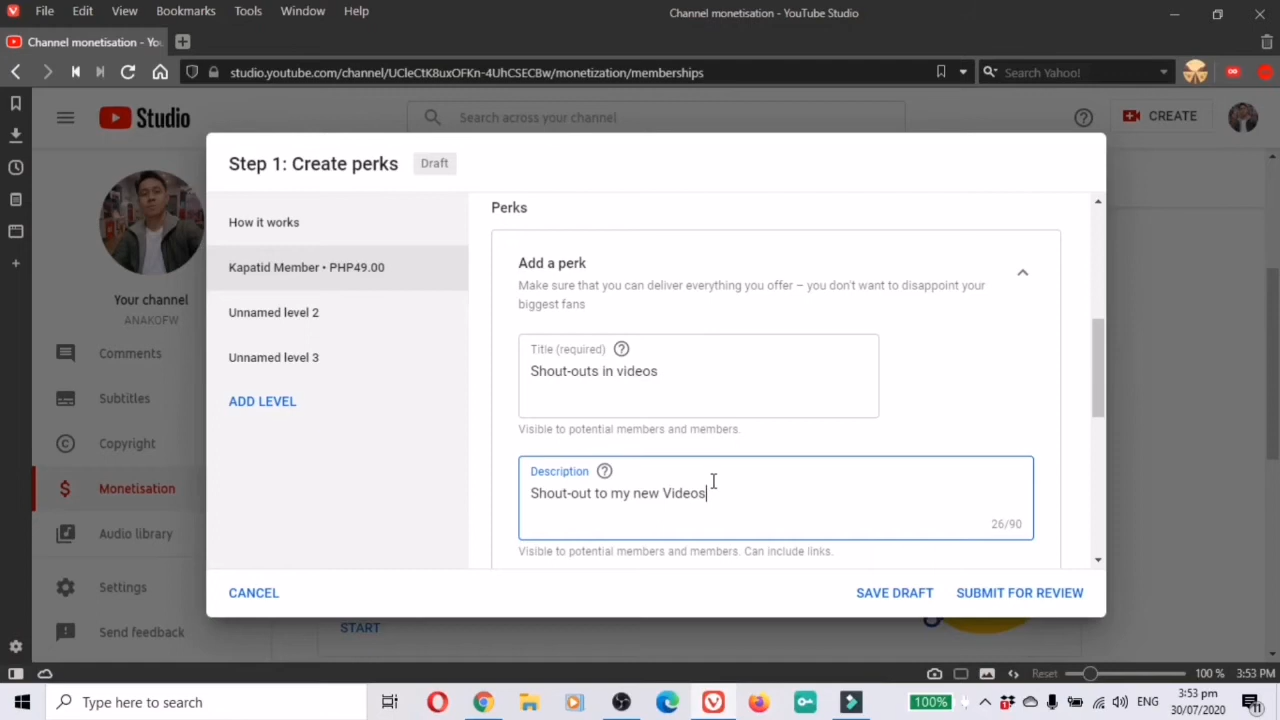 File Edit View Bookmarks Tools Window Help
Channel monetisation - YouTube Studio
Channel monetisation - You
studio.youtube.com/channel/UCleCtK8uxOFKn-4UhCSECBw/monetization/memberships
Search Yahoo!
Studio
Search across your channel
CREATE
Step 1: Create perks
Draft
How it works
Kapatid Member • PHP49.00
Unnamed level 2
Unnamed level 3
ADD LEVEL
Perks
Add a perk
Make sure that you can deliver everything you offer – you don't want to disappoint your
biggest fans
Title (required)
Shout-outs in videos
Visible to potential members and members.
Description
Shout-out to my new Videos
26/90
Visible to potential members and members. Can include links.
CANCEL
SAVE DRAFT
SUBMIT FOR REVIEW
Your channel
ANAKOFW
Comments
Subtitles
Copyright
Monetisation
Audio library
Settings
Send feedback
START
Reset
100 %
3:53 PM
Type here to search
100%
ENG
3:53 pm
30/07/2020